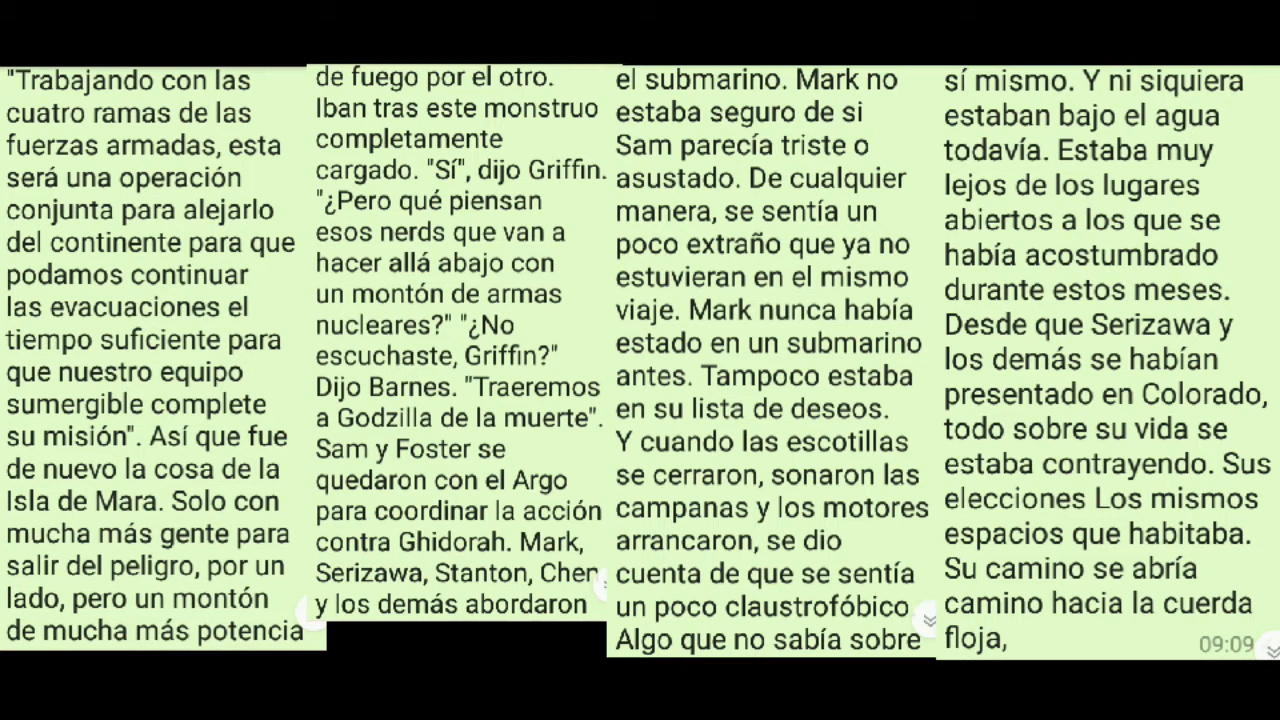 "Trabajando con las
cuatro ramas de las
fuerzas armadas, esta
será una operación
conjunta para alejarlo
del continente para que
podamos continuar
las evacuaciones el
tiempo suficiente para
que nuestro equipo
sumergible complete
su misión". Así que fue
de nuevo la cosa de la
Isla de Mara. Solo con
mucha más gente para
salir del peligro, por un
lado, pero un montón
de mucha más potencia
de fuego por el otro.
Iban tras este monstruo
completamente
cargado. "Sí", dijo Griffin.
"¿Pero qué piensan
esos nerds que van a
hacer allá abajo con
un montón de armas
nucleares?" "¿No
escuchaste, Griffin?"
Dijo Barnes. "Traeremos
a Godzilla de la muerte".
Sam y Foster se
quedaron con el Argo
para coordinar la acción
contra Ghidorah. Mark,
Serizawa, Stanton, Chen
y los demás abordaron
el submarino. Mark no
estaba seguro de si
Sam parecía triste o
asustado. De cualquier
manera, se sentía un
poco extraño que ya no
estuvieran en el mismo
viaje. Mark nunca había
estado en un submarino
antes. Tampoco estaba
en su lista de deseos.
Y cuando las escotillas
se cerraron, sonaron las
campanas y los motores
arrancaron, se dio
cuenta de que se sentía
un poco claustrofóbico
Algo que no sabía sobre
sí mismo. Y ni siquiera
estaban bajo el agua
todavía. Estaba muy
lejos de los lugares
abiertos a los que se
había acostumbrado
durante estos meses.
Desde que Serizawa y
los demás se habían
presentado en Colorado,
todo sobre su vida se
estaba contrayendo. Sus
elecciones Los mismos
espacios que habitaba.
Su camino se abría
camino hacia la cuerda
floja,
09:09